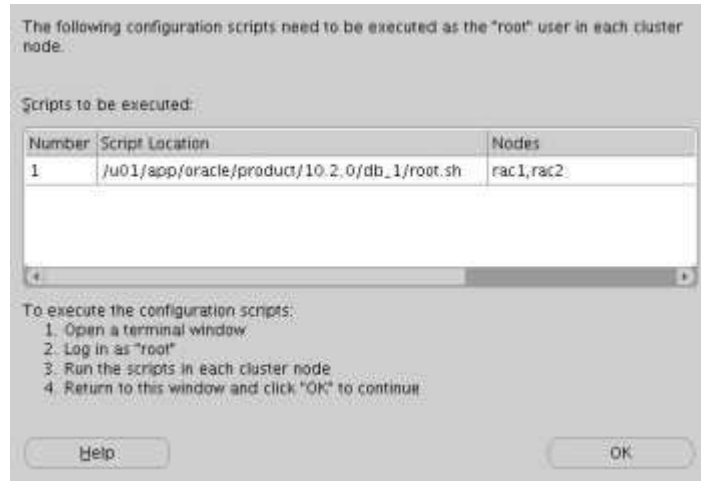 The following configuration scripts need to be executed as the "root" user in each cluster
node.
Scripts to be executed:
Number Script Location Nodes
1 /u01/app/oracle/product/10.2.0/db_1/root.sh rac1,rac2
To execute the configuration scripts:
1. Open a terminal window
2. Log in as "root"
3. Run the scripts in each cluster node
4. Return to this window and click "OK" to continue
Help OK